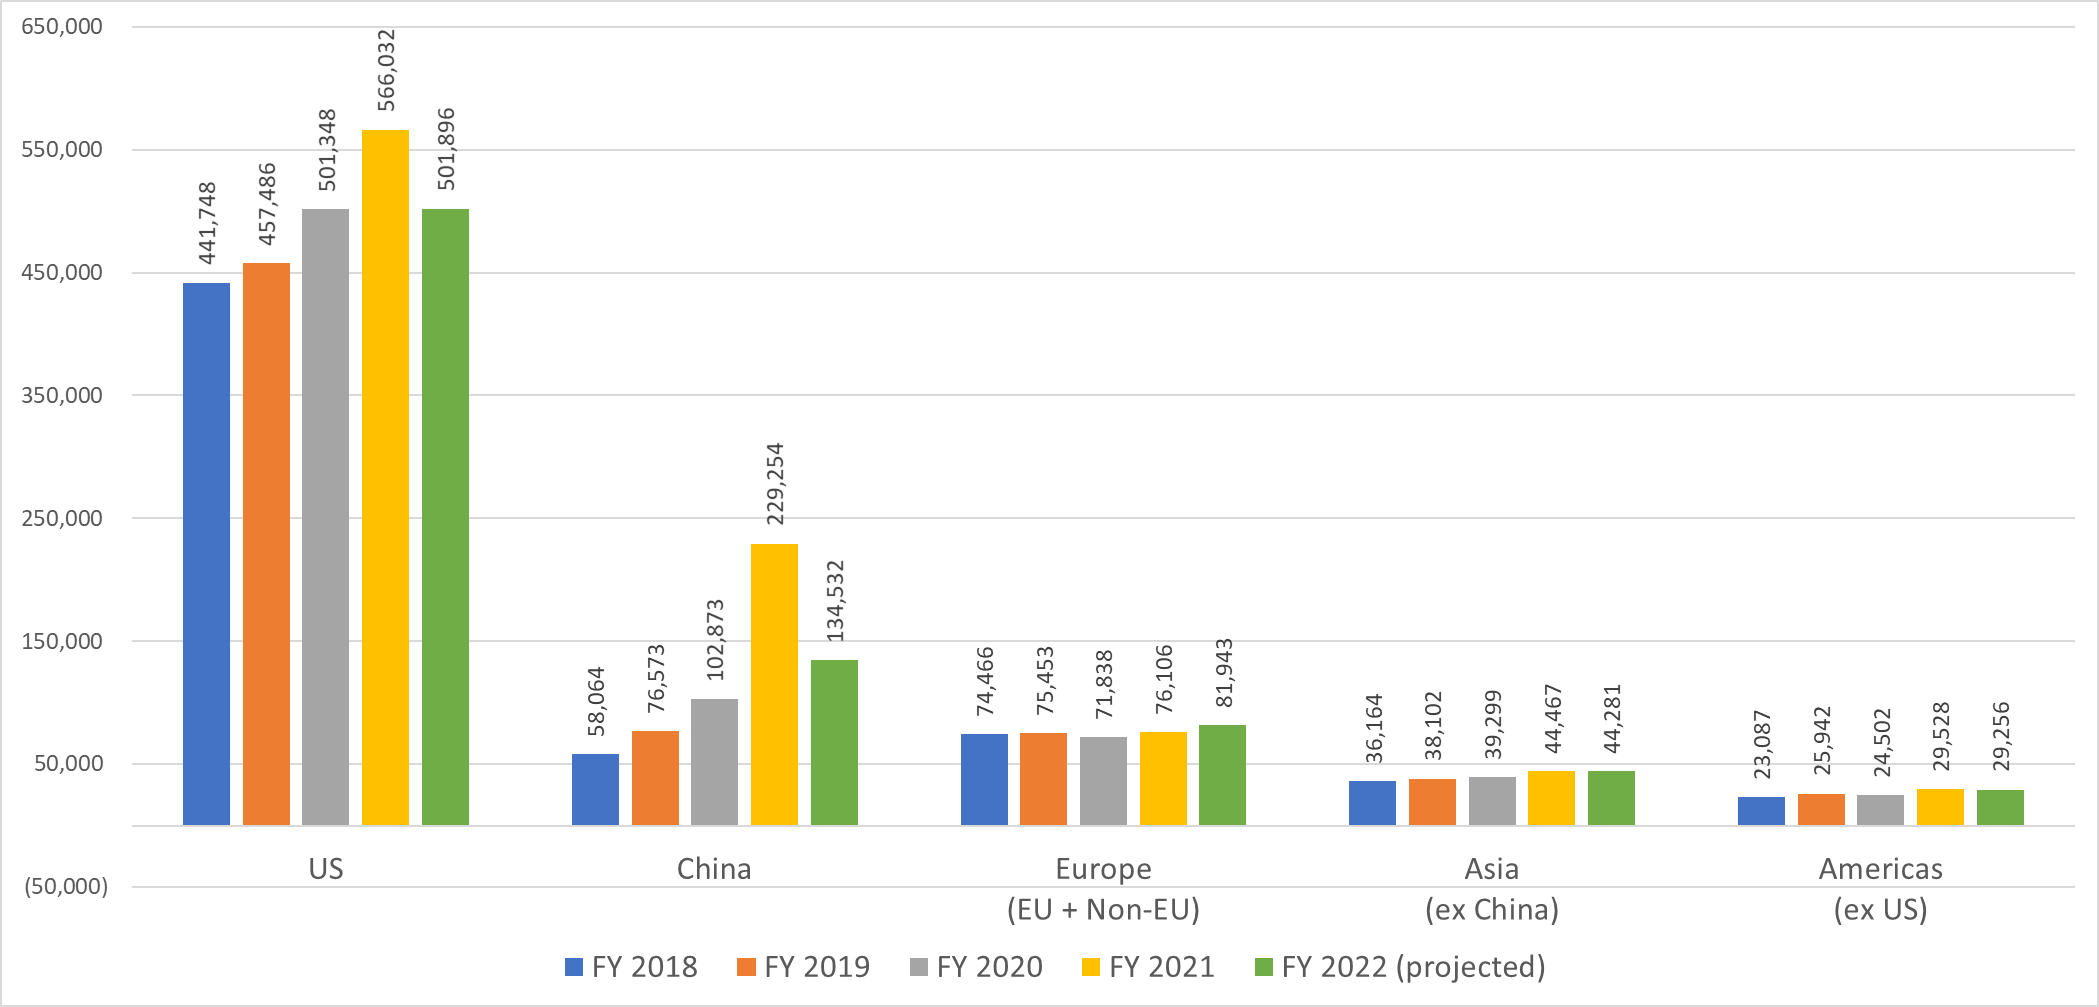 650,000
550,000
450,000
350,000
250,000
150,000
50,000
(50,000)
441,748
457,486
501,348
566,032
501,896
58,064
76,573
102,873
229,254
134,532
74,466
75,453
71,838
76,106
81,943
36,164
38,102
39,299
44,467
44,281
23,087
25,942
24,502
29,528
29,256
US
China
Europe
(EU + Non-EU)
Asia
(ex China)
Americas
(ex US)
FY 2018
FY 2019
FY 2020
FY 2021
FY 2022 (projected)